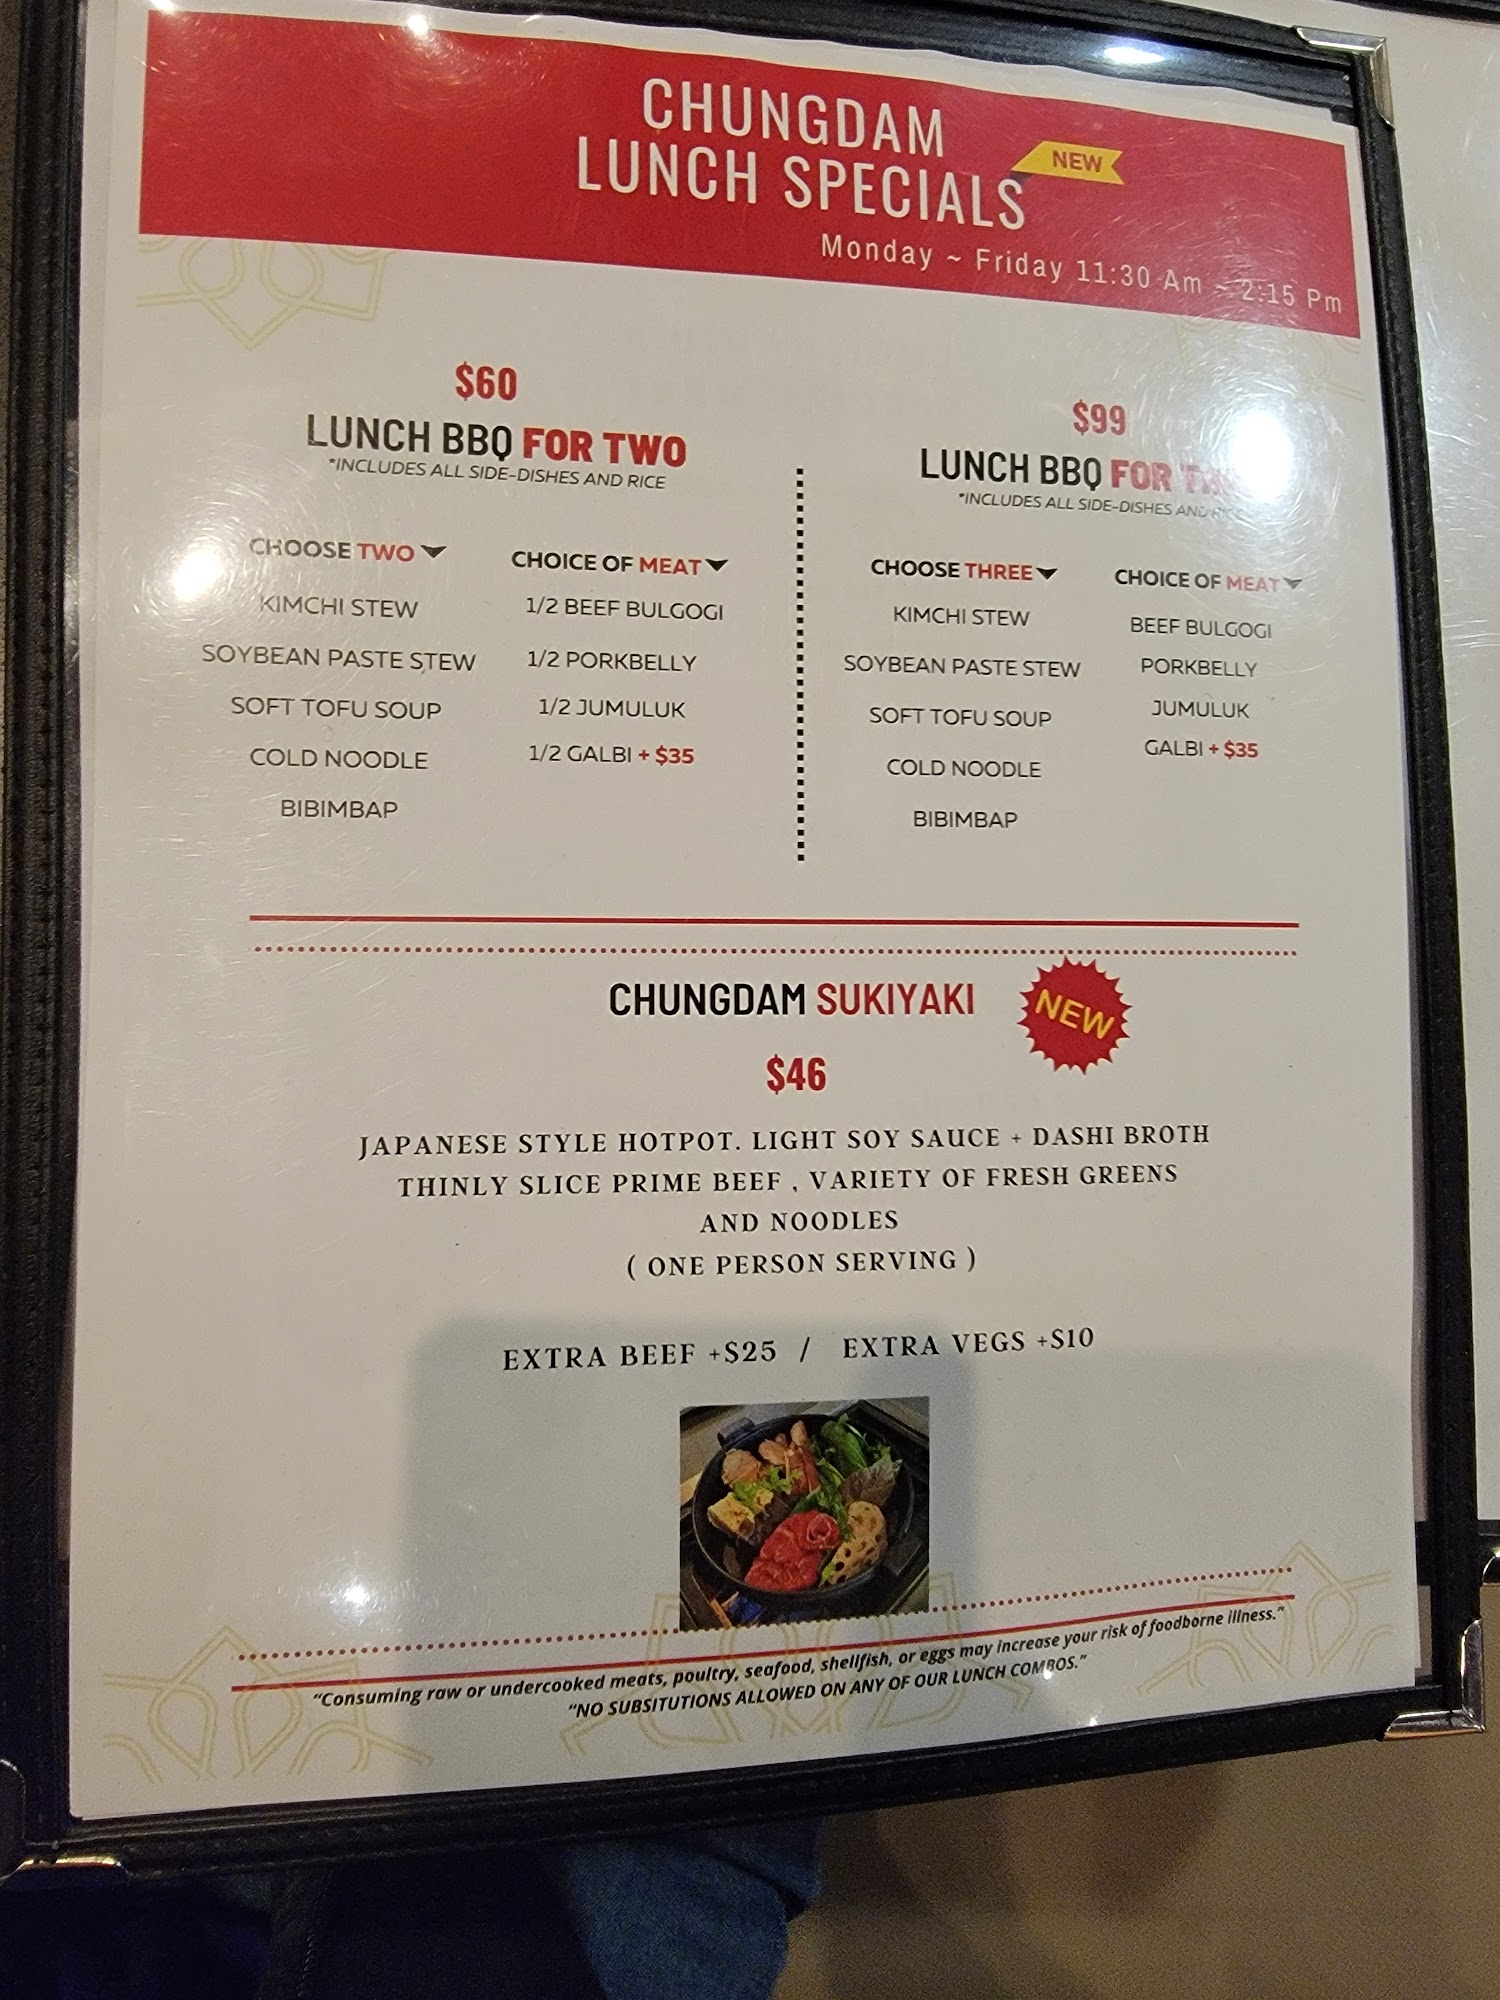 CHUNGDAM
LUNCH SPECIALS
NEW
Monday ~ Friday 11:30 Am ~ 2:15 Pm
$60
LUNCH BBQ FOR TWO
*INCLUDES ALL SIDE-DISHES AND RICE
CHOOSE TWO
KIMCHI STEW
SOYBEAN PASTE STEW
SOFT TOFU SOUP
COLD NOODLE
BIBIMBAP
CHOICE OF MEAT
1/2 BEEF BULGOGI
1/2 PORKBELLY
1/2 JUMULUK
1/2 GALBI + $35
$99
LUNCH BBQ FOR
*INCLUDES ALL SIDE-DISHES AND RICE
CHOOSE THREE
KIMCHI STEW
SOYBEAN PASTE STEW
SOFT TOFU SOUP
COLD NOODLE
BIBIMBAP
CHOICE OF MEAT
BEEF BULGOGI
PORKBELLY
JUMULUK
GALBI + $35
CHUNGDAM SUKIYAKI
NEW
$46
JAPANESE STYLE HOTPOT. LIGHT SOY SAUCE + DASHI BROTH
THINLY SLICE PRIME BEEF , VARIETY OF FRESH GREENS
AND NOODLES
( ONE PERSON SERVING )
EXTRA BEEF +$25 / EXTRA VEGS +$10
"Consuming raw or undercooked meats, poultry, seafood, shellfish, or eggs may increase your risk of foodborne illness."
"NO SUBSITUTIONS ALLOWED ON ANY OF OUR LUNCH COMBOS."